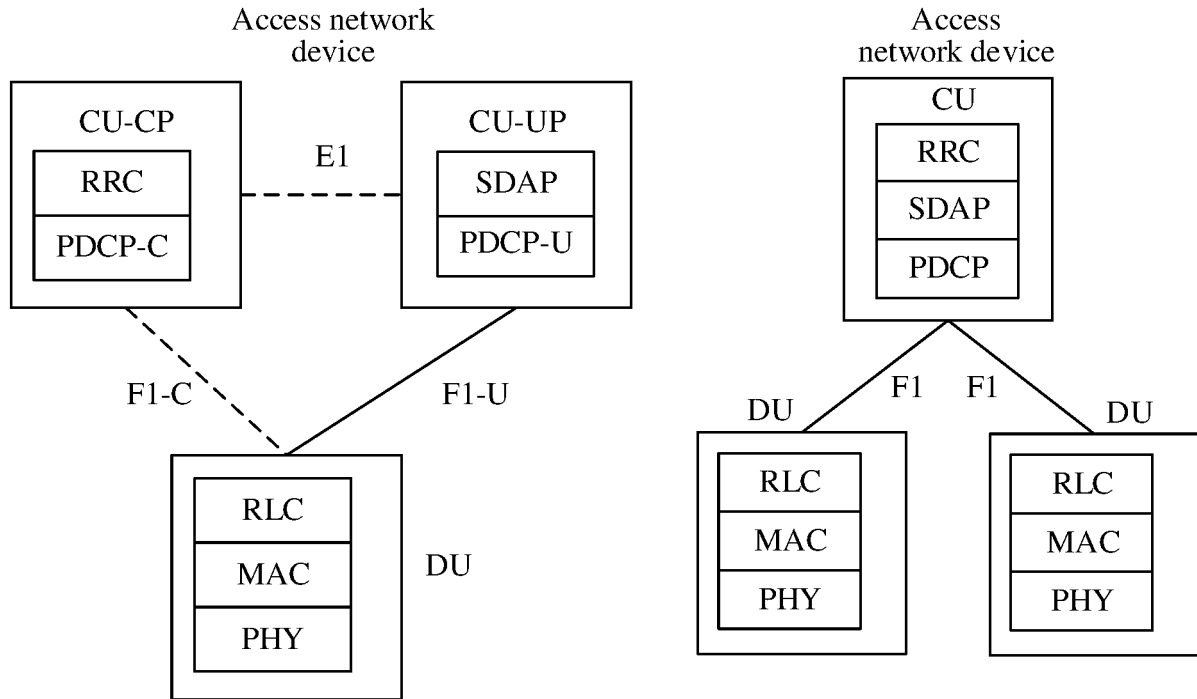 Access network
device
CU-CP
RRC
PDCP-C
E1
CU-UP
SDAP
PDCP-U
F1-C
F1-U
RLC
MAC
PHY
DU
Access
network device
CU
RRC
SDAP
PDCP
F1
F1
DU
RLC
MAC
PHY
DU
RLC
MAC
PHY